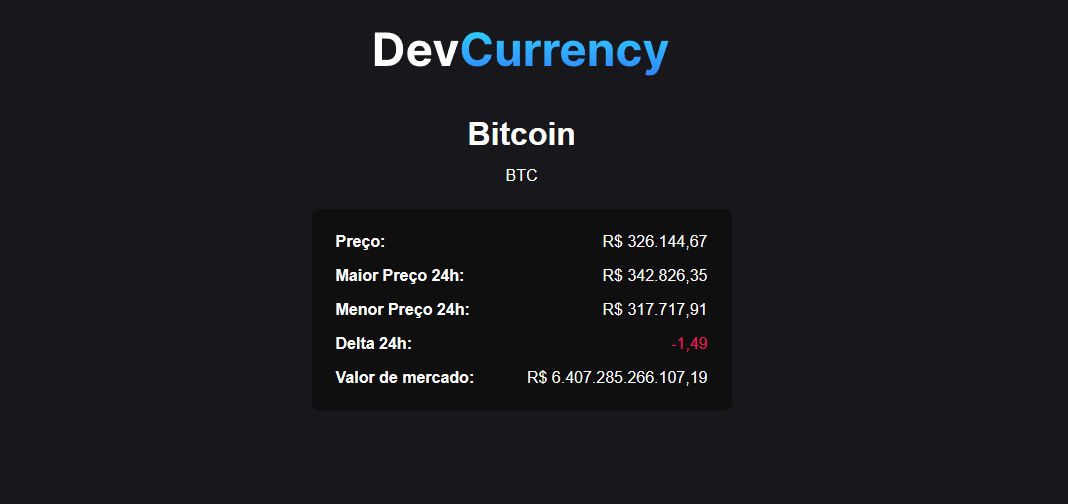 DevCurrency
Bitcoin
BTC
Preço: R$ 326.144,67
Maior Preço 24h: R$ 342.826,35
Menor Preço 24h: R$ 317.717,91
Delta 24h: -1,49
Valor de mercado: R$ 6.407.285.266.107,19